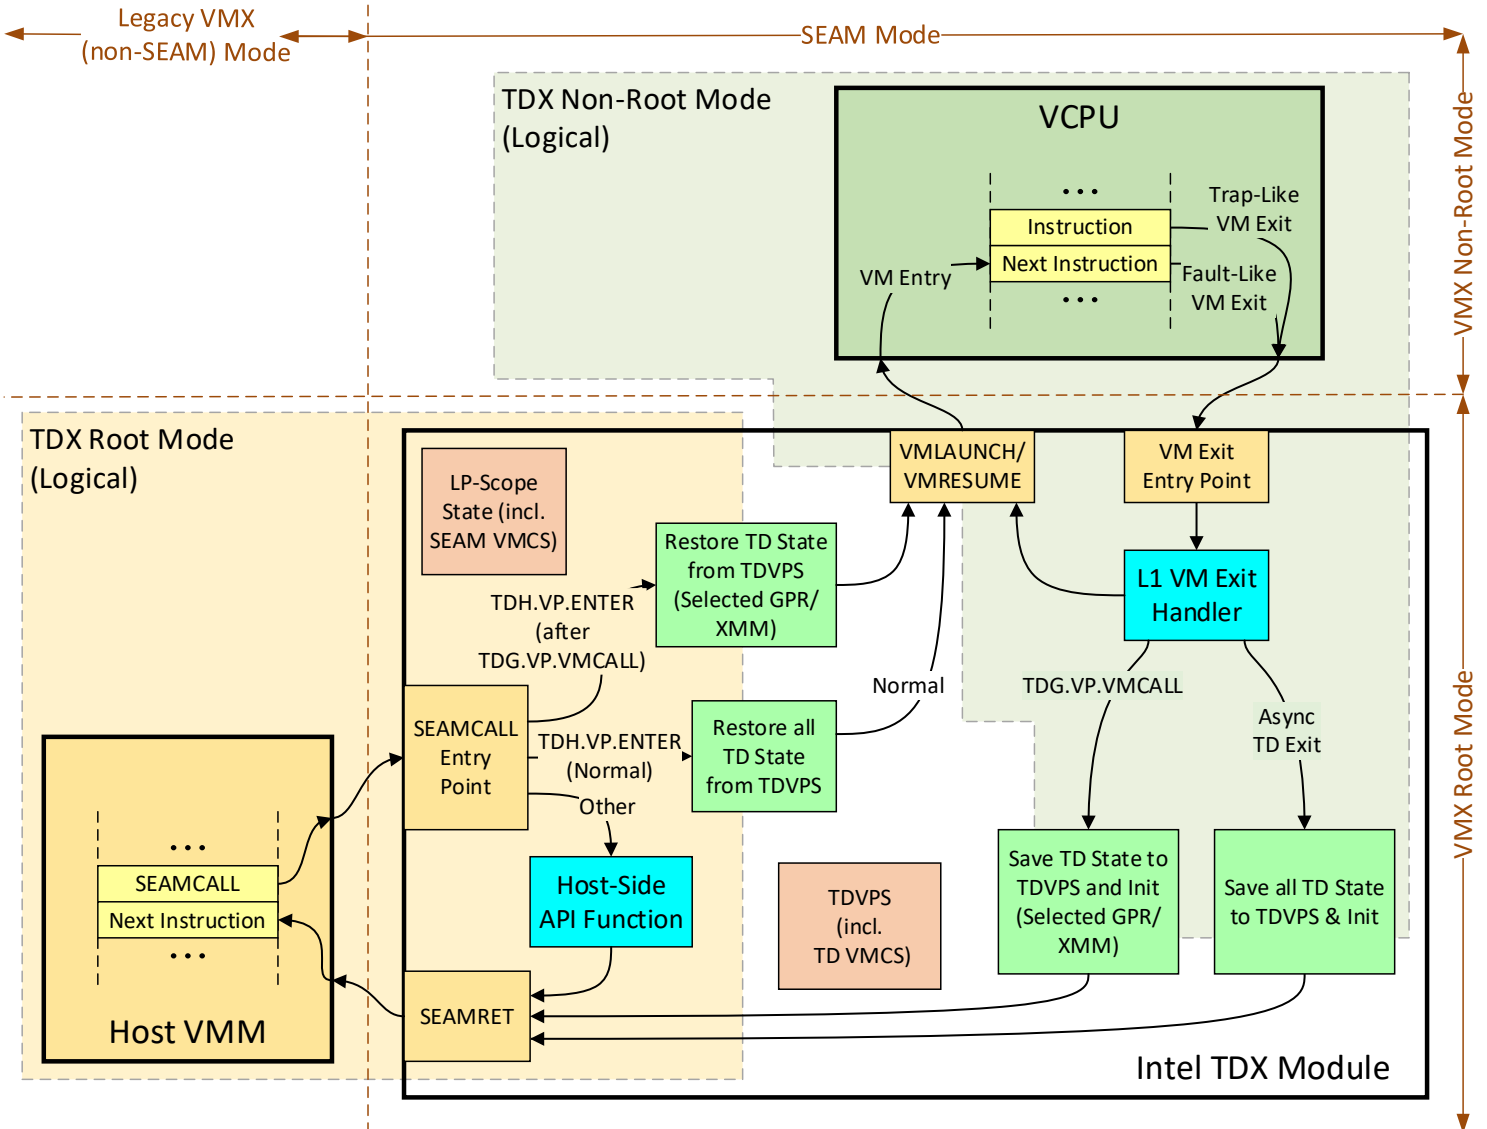 Legacy VMX
(non-SEAM) Mode
SEAM Mode
VMX Non-Root Mode
TDX Non-Root Mode
(Logical)
VCPU
...
Trap-Like
VM Exit
Instruction
Next Instruction
VM Entry
Fault-Like
VM Exit
...
TDX Root Mode
(Logical)
LP-Scope
State (incl.
SEAM VMCS)
VMLAUNCH/
VMRESUME
VM Exit
Entry Point
Restore TD State
from TDVPS
(Selected GPR/
XMM)
L1 VM Exit
Handler
TDH.VP.ENTER
(after
TDG.VP.VMCALL)
Normal
TDG.VP.VMCALL
Async
TD Exit
VMX Root Mode
SEAMCALL
Entry
Point
TDH.VP.ENTER
(Normal)
Restore all
TD State
from TDVPS
Other
...
SEAMCALL
Next Instruction
...
Host VMM
Host-Side
API Function
TDVPS
(incl.
TD VMCS)
Save TD State to
TDVPS and Init
(Selected GPR/
XMM)
Save all TD State
to TDVPS & Init
SEAMRET
Intel TDX Module